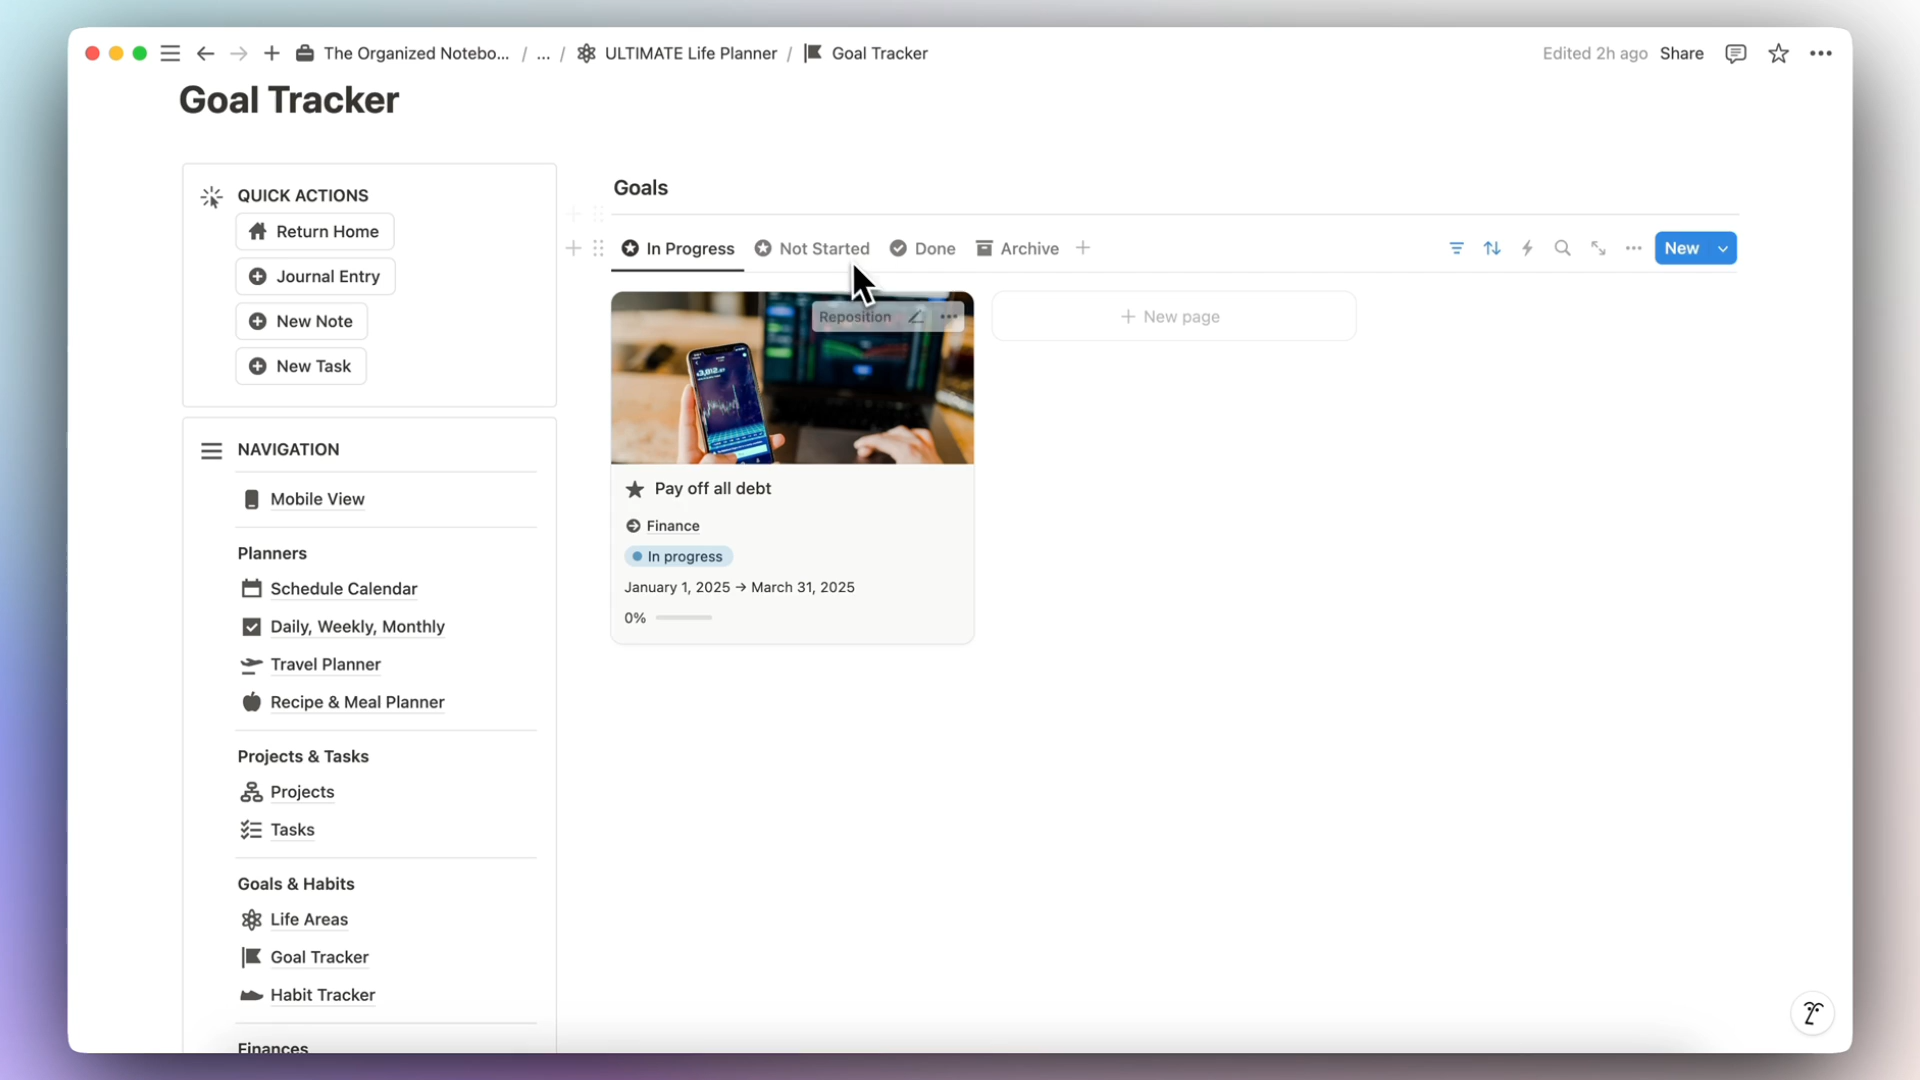 The Organized Notebo... / ... / ULTIMATE Life Planner / Goal Tracker
Edited 2h ago Share
Goal Tracker
QUICK ACTIONS
Return Home
Journal Entry
New Note
New Task
NAVIGATION
Mobile View
Planners
Schedule Calendar
Daily, Weekly, Monthly
Travel Planner
Recipe & Meal Planner
Projects & Tasks
Projects
Tasks
Goals & Habits
Life Areas
Goal Tracker
Habit Tracker
Finances
Goals
In Progress Not Started Done Archive
New
Reposition
New page
Pay off all debt
Finance
In progress
January 1, 2025 → March 31, 2025
0%